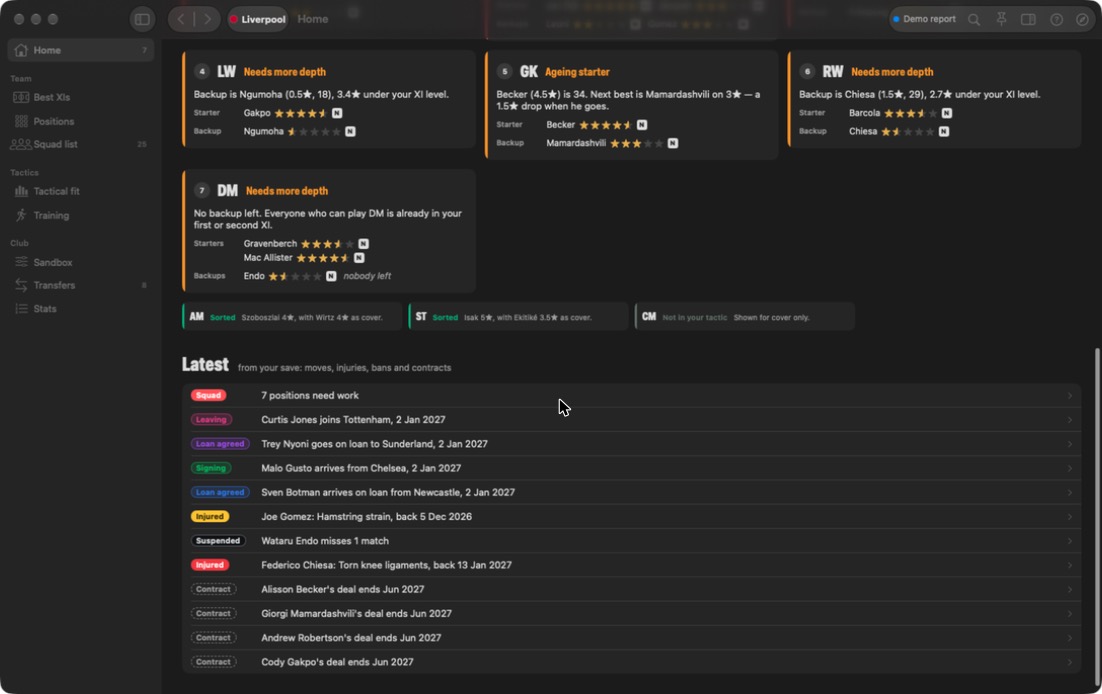 Liverpool
Home
Demo report
Home 7
Team
Best XIs
Positions
Squad list 25
Tactics
Tactical fit
Training
Club
Sandbox
Transfers 8
Stats
4 LW Needs more depth
Backup is Ngumoha (0.5★, 18), 3.4★ under your XI level.
Starter Gakpo N
Backup Ngumoha N
5 GK Ageing starter
Becker (4.5★) is 34. Next best is Mamardashvili on 3★ — a
1.5★ drop when he goes.
Starter Becker N
Backup Mamardashvili N
6 RW Needs more depth
Backup is Chiesa (1.5★, 29), 2.7★ under your XI level.
Starter Barcola N
Backup Chiesa N
7 DM Needs more depth
No backup left. Everyone who can play DM is already in your
first or second XI.
Starters Gravenberch N
Mac Allister N
Backups Endo N nobody left
AM Sorted Szoboszlai 4★, with Wirtz 4★ as cover.
ST Sorted Isak 5★, with Ekitiké 3.5★ as cover.
CM Not in your tactic Shown for cover only.
Latest from your save: moves, injuries, bans and contracts
Squad 7 positions need work
Leaving Curtis Jones joins Tottenham, 2 Jan 2027
Loan agreed Trey Nyoni goes on loan to Sunderland, 2 Jan 2027
Signing Malo Gusto arrives from Chelsea, 2 Jan 2027
Loan agreed Sven Botman arrives on loan from Newcastle, 2 Jan 2027
Injured Joe Gomez: Hamstring strain, back 5 Dec 2026
Suspended Wataru Endo misses 1 match
Injured Federico Chiesa: Torn knee ligaments, back 13 Jan 2027
Contract Alisson Becker's deal ends Jun 2027
Contract Giorgi Mamardashvili's deal ends Jun 2027
Contract Andrew Robertson's deal ends Jun 2027
Contract Cody Gakpo's deal ends Jun 2027